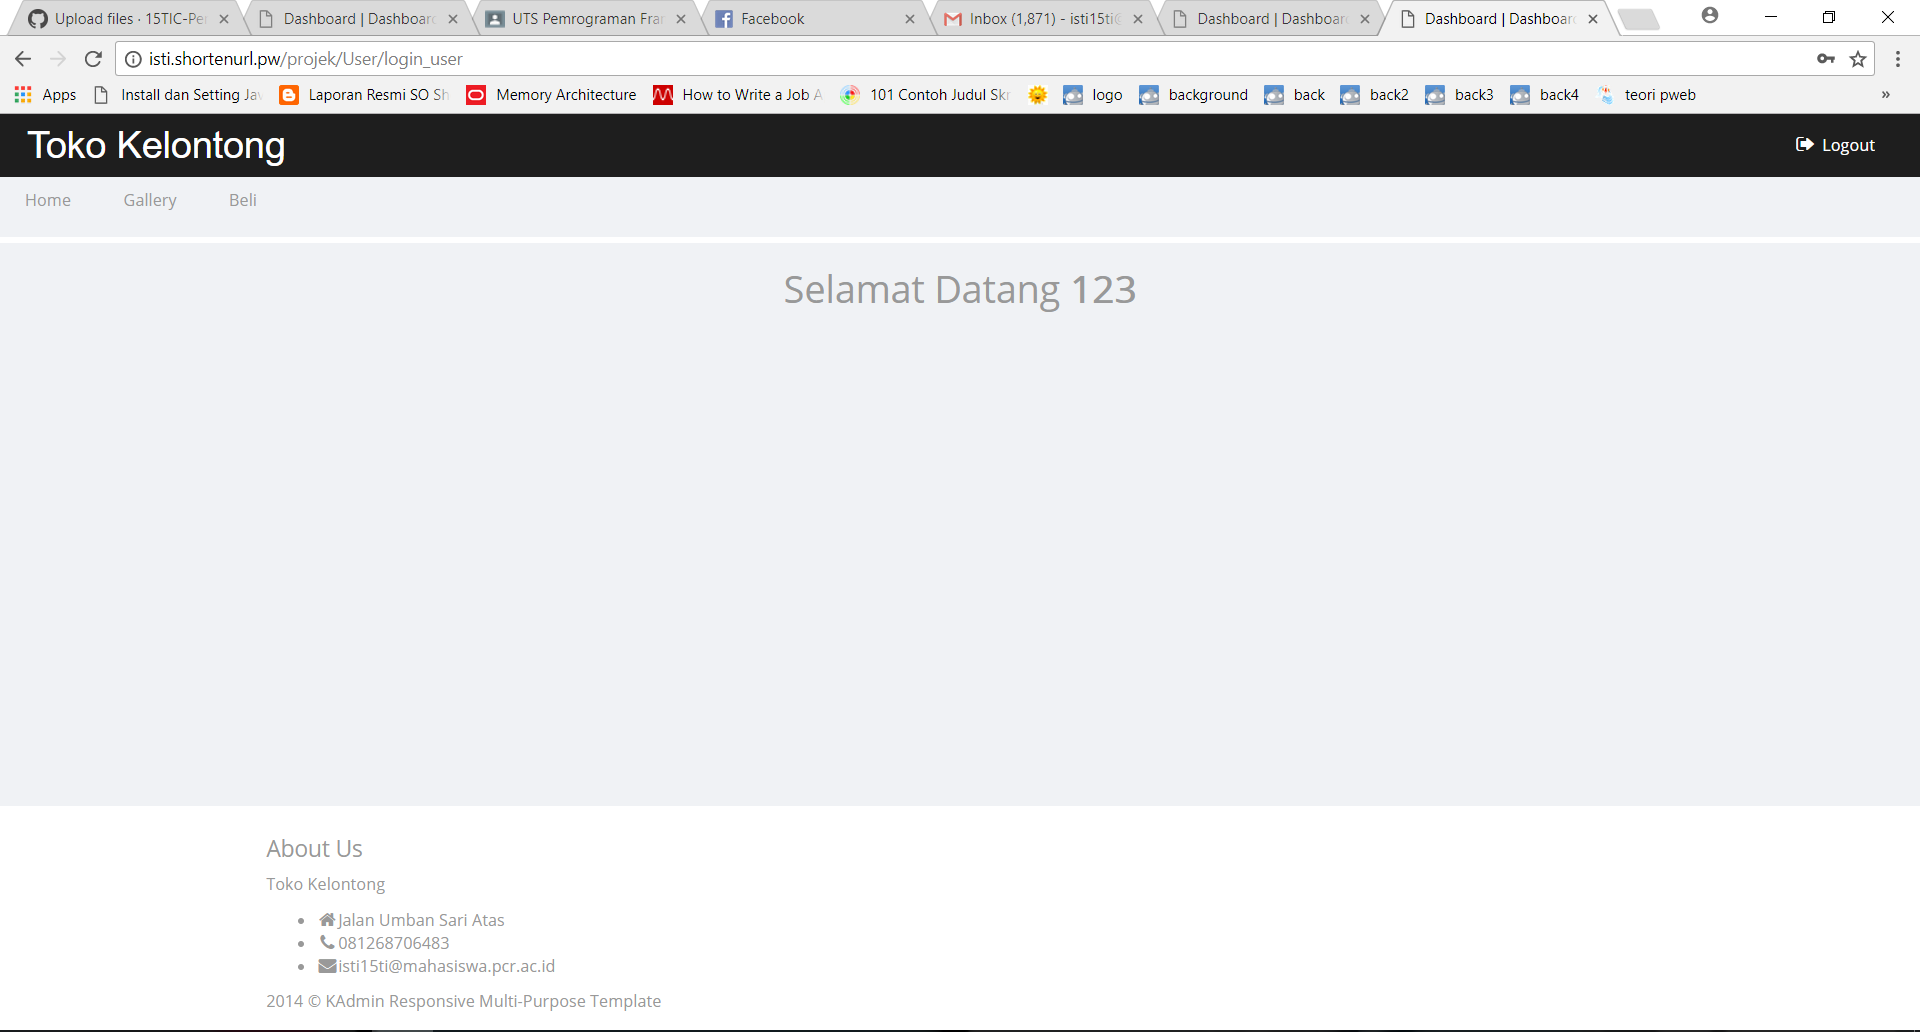 Upload files · 15TIC-Pe
Dashboard | Dashboar
UTS Pemrograman Fra
Facebook
Inbox (1,871) - isti15ti@
Dashboard | Dashboar
Dashboard | Dashboar
isti.shortenurl.pw/projek/User/login_user
Apps
Install dan Setting Jav
Laporan Resmi SO Sh
Memory Architecture
How to Write a Job A
101 Contoh Judul Skr
logo
background
back
back2
back3
back4
teori pweb
»
Toko Kelontong
Logout
Home
Gallery
Beli
Selamat Datang 123
About Us
Toko Kelontong
Jalan Umban Sari Atas
081268706483
isti15ti@mahasiswa.pcr.ac.id
2014 © KAdmin Responsive Multi-Purpose Template